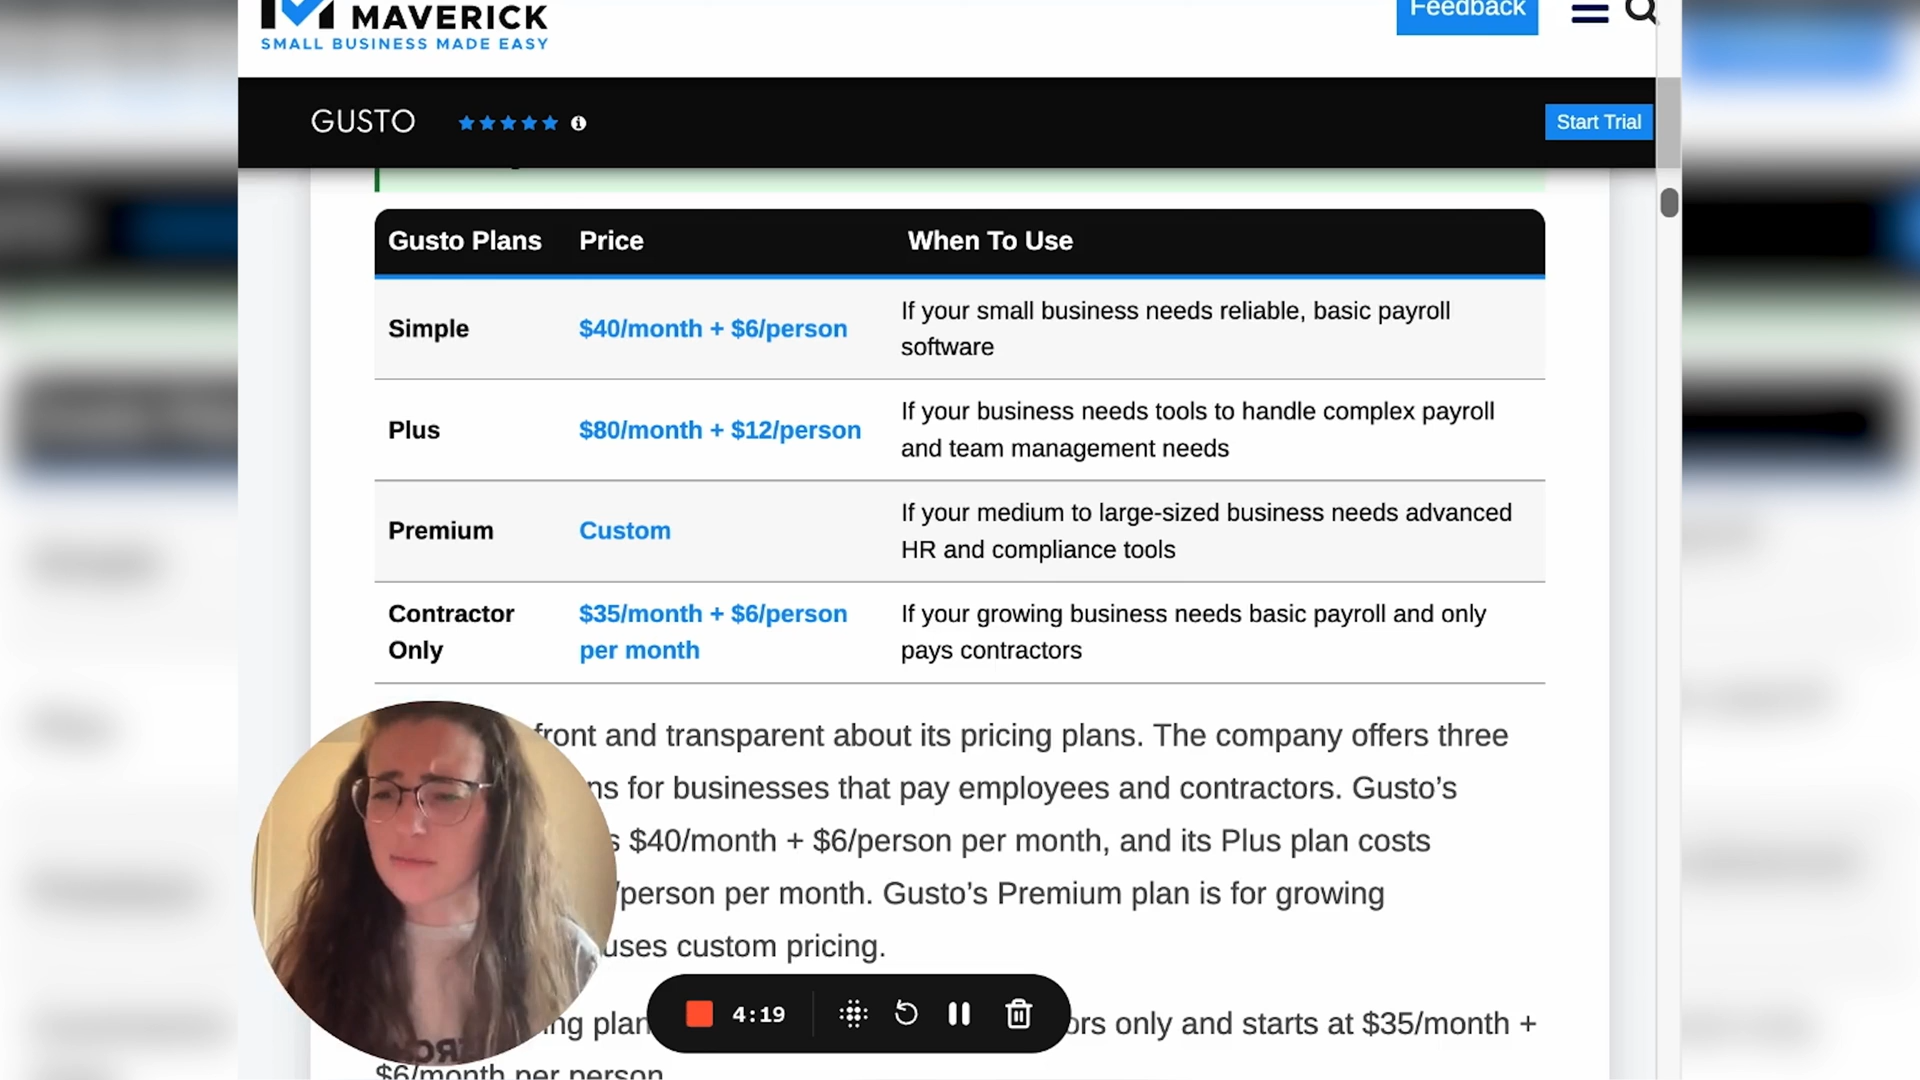 MAVERICK
SMALL BUSINESS MADE EASY
Feedback
GUSTO
Start Trial
Gusto Plans Price When To Use
Simple $40/month + $6/person If your small business needs reliable, basic payroll
software
Plus $80/month + $12/person If your business needs tools to handle complex payroll
and team management needs
Premium Custom If your medium to large-sized business needs advanced
HR and compliance tools
Contractor $35/month + $6/person If your growing business needs basic payroll and only
Only per month pays contractors
front and transparent about its pricing plans. The company offers three
ns for businesses that pay employees and contractors. Gusto’s
s $40/month + $6/person per month, and its Plus plan costs
/person per month. Gusto’s Premium plan is for growing
uses custom pricing.
4:19
ing plan
ors only and starts at $35/month +
$6/month per person